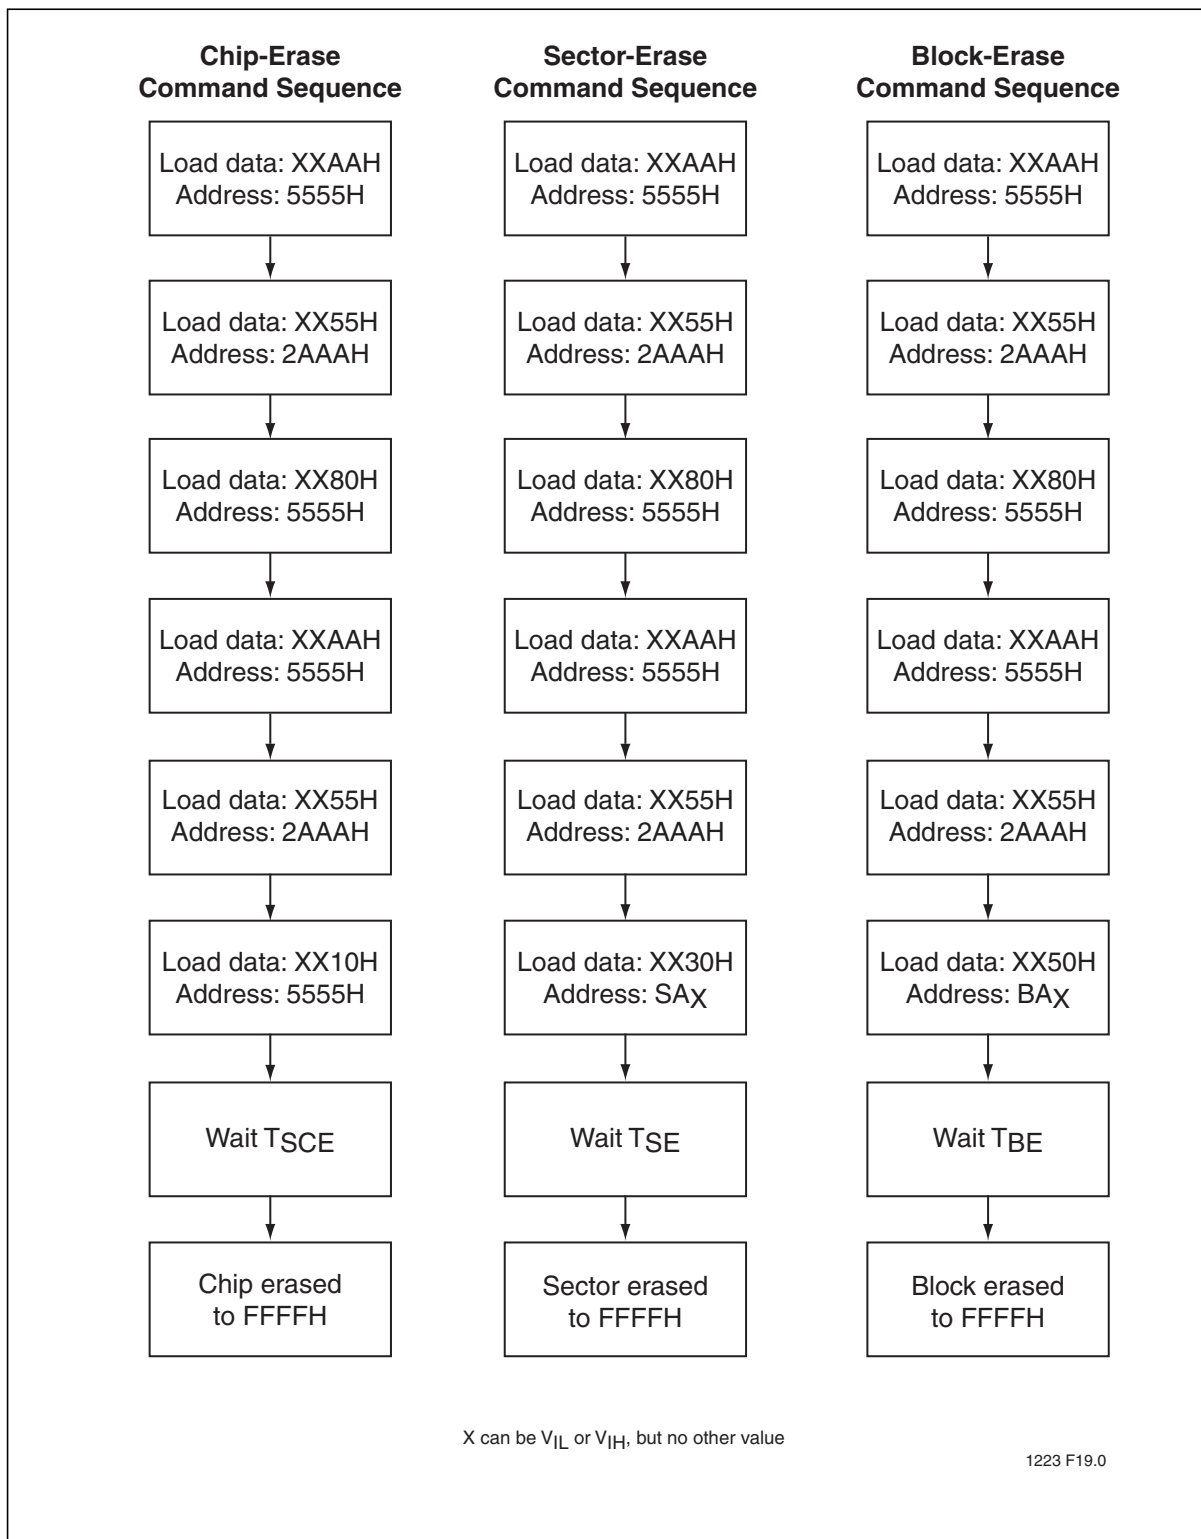 Chip-Erase
Command Sequence
Load data: XXAAH
Address: 5555H
Load data: XX55H
Address: 2AAAH
Load data: XX80H
Address: 5555H
Load data: XXAAH
Address: 5555H
Load data: XX55H
Address: 2AAAH
Load data: XX10H
Address: 5555H
Wait TSCE
Chip erased
to FFFFH
Sector-Erase
Command Sequence
Load data: XXAAH
Address: 5555H
Load data: XX55H
Address: 2AAAH
Load data: XX80H
Address: 5555H
Load data: XXAAH
Address: 5555H
Load data: XX55H
Address: 2AAAH
Load data: XX30H
Address: SAX
Wait TSE
Sector erased
to FFFFH
Block-Erase
Command Sequence
Load data: XXAAH
Address: 5555H
Load data: XX55H
Address: 2AAAH
Load data: XX80H
Address: 5555H
Load data: XXAAH
Address: 5555H
Load data: XX55H
Address: 2AAAH
Load data: XX50H
Address: BAX
Wait TBE
Block erased
to FFFFH
X can be VIL or VIH, but no other value
1223 F19.0